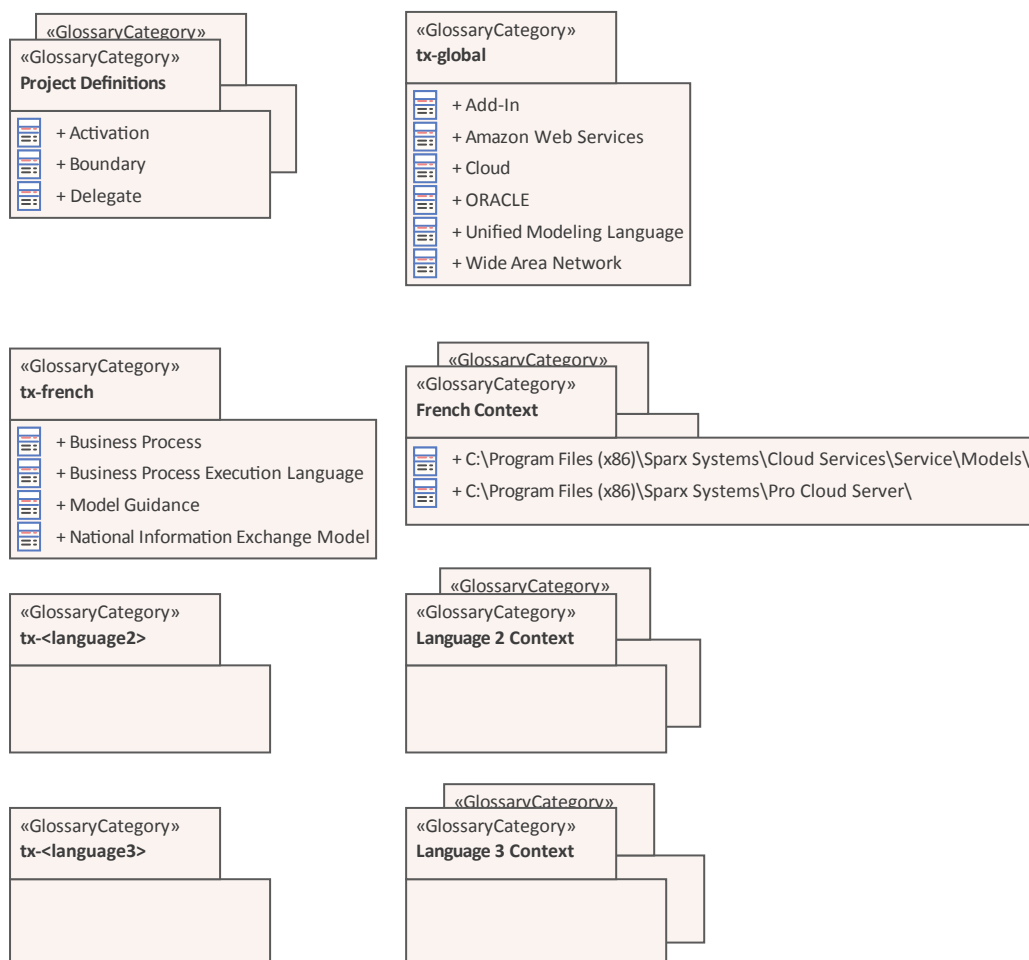 «GlossaryCategory»
«GlossaryCategory»
Project Definitions
+ Activation
+ Boundary
+ Delegate
«GlossaryCategory»
tx-global
+ Add-In
+ Amazon Web Services
+ Cloud
+ ORACLE
+ Unified Modeling Language
+ Wide Area Network
«GlossaryCategory»
tx-french
+ Business Process
+ Business Process Execution Language
+ Model Guidance
+ National Information Exchange Model
«GlossaryCategory»
«GlossaryCategory»
French Context
+ C:\Program Files (x86)\Sparx Systems\Cloud Services\Service\Models\
+ C:\Program Files (x86)\Sparx Systems\Pro Cloud Server\
«GlossaryCategory»
tx-<language2>
«GlossaryCategory»
«GlossaryCategory»
Language 2 Context
«GlossaryCategory»
tx-<language3>
«GlossaryCategory»
«GlossaryCategory»
Language 3 Context